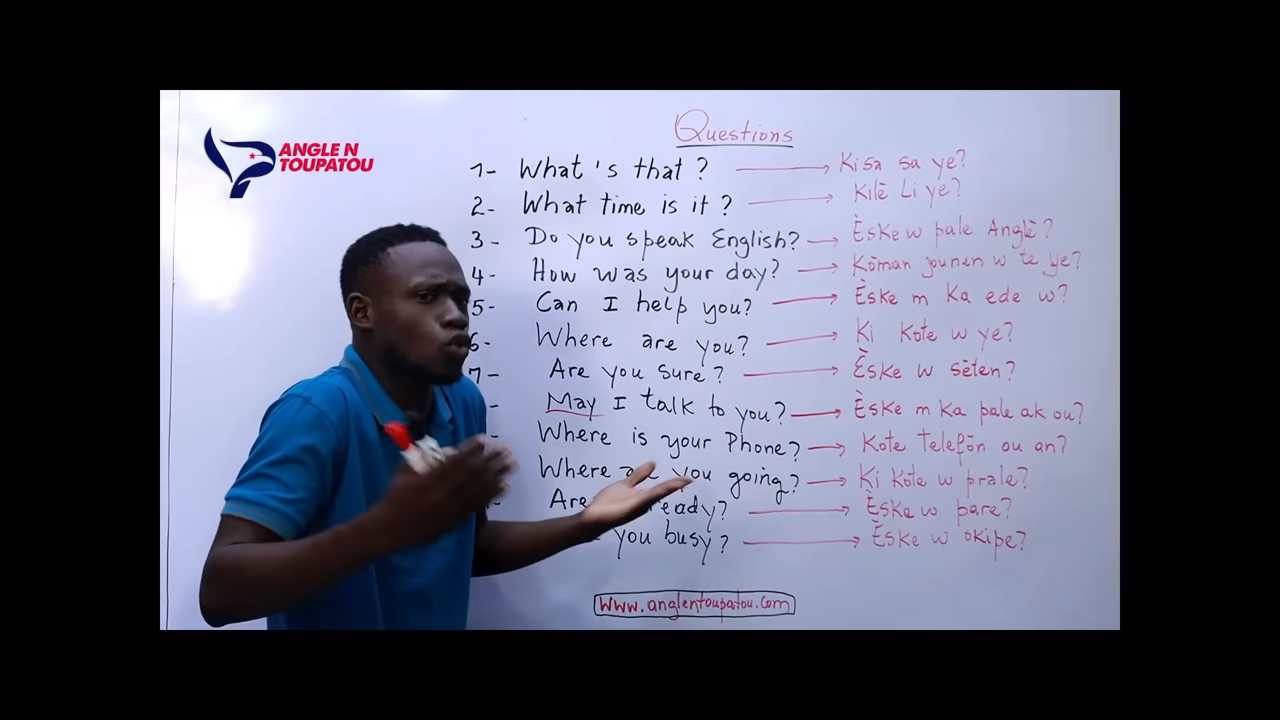 ANGLE N
TOUPATOU
Questions
1- What's that? Kisa sa ye?
2- What time is it? Kilè Li ye?
3- Do you speak English? Èske w pale Anglè?
4- How was your day? Kòman jounen w te ye?
5- Can I help you? Èske m Ka ede w?
6- Where are you? Ki Kote w ye?
7- Are you sure? Èske w sèten?
- May I talk to you? Èske m Ka pale ak ou?
- Where is your Phone? Kote telefòn ou an?
Where are you going? Ki Kote w prale?
Are ready? Èske w pare?
you busy? Èske w okipe?
www.anglentoupatou.com